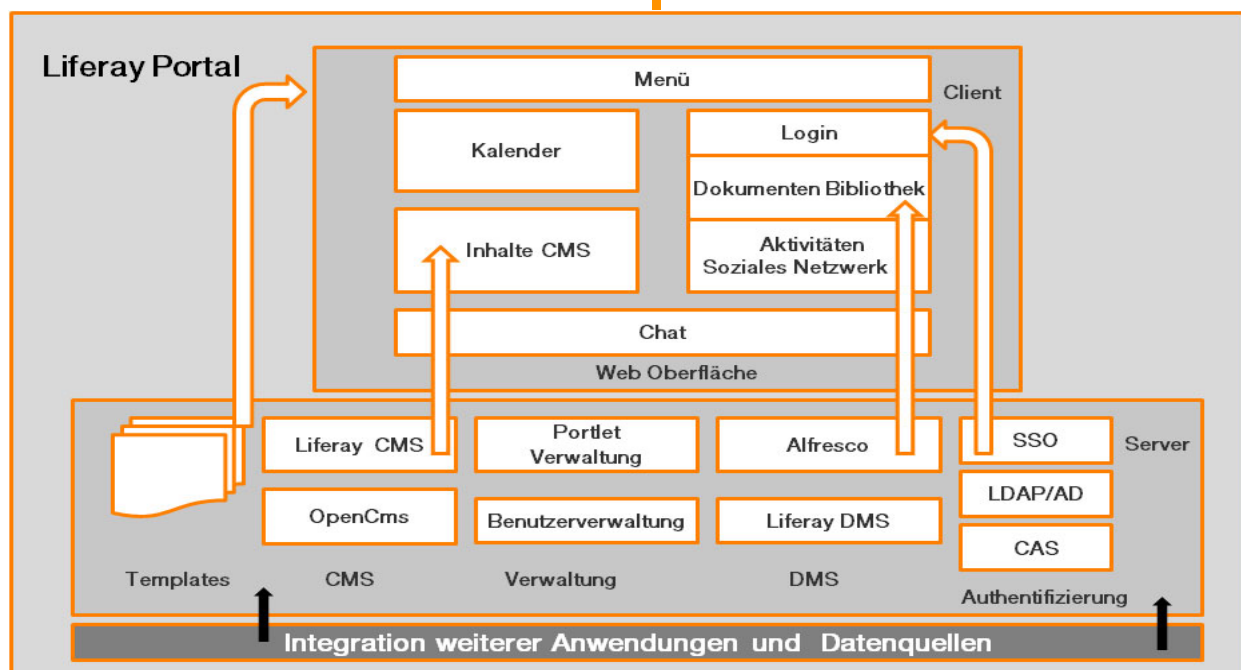 Liferay Portal
Menü
Client
Kalender
Login
Dokumenten Bibliothek
Inhalte CMS
Aktivitäten
Soziales Netzwerk
Chat
Web Oberfläche
Liferay CMS
Portlet
Verwaltung
Alfresco
SSO
Server
LDAP/AD
OpenCms
Benutzerverwaltung
Liferay DMS
CAS
Templates
CMS
Verwaltung
DMS
Authentifizierung
Integration weiterer Anwendungen und Datenquellen